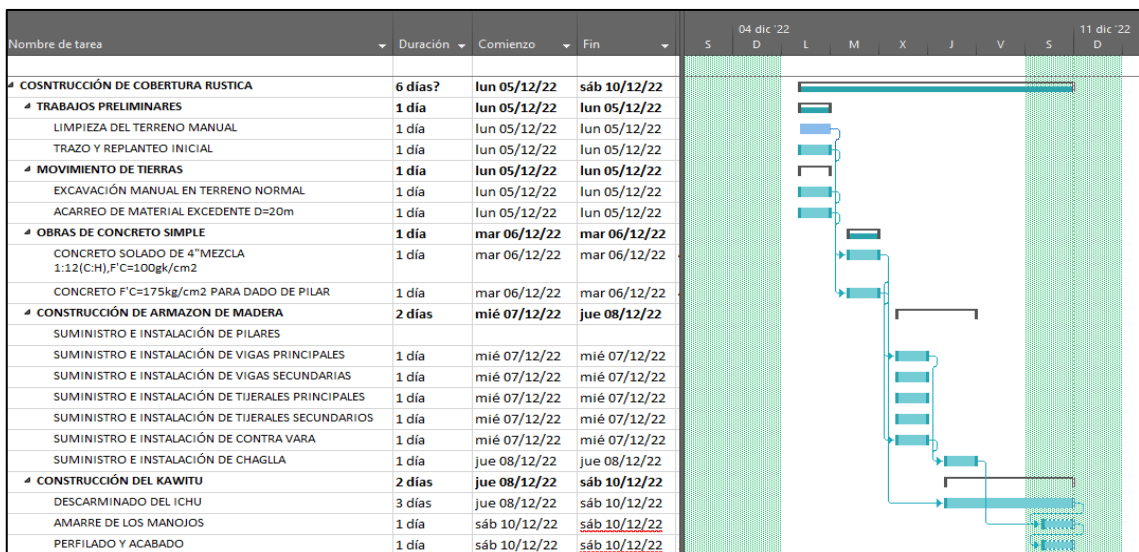 04 dic '22 11 dic '22
Nombre de tarea Duración Comienzo Fin S D L M X J V S D
COSNTRUCCIÓN DE COBERTURA RUSTICA 6 días? lun 05/12/22 sáb 10/12/22
TRABAJOS PRELIMINARES 1 día lun 05/12/22 lun 05/12/22
LIMPIEZA DEL TERRENO MANUAL 1 día lun 05/12/22 lun 05/12/22
TRAZO Y REPLANTEO INICIAL 1 día lun 05/12/22 lun 05/12/22
MOVIMIENTO DE TIERRAS 1 día lun 05/12/22 lun 05/12/22
EXCAVACIÓN MANUAL EN TERRENO NORMAL 1 día lun 05/12/22 lun 05/12/22
ACARREO DE MATERIAL EXCEDENTE D=20m 1 día lun 05/12/22 lun 05/12/22
OBRAS DE CONCRETO SIMPLE 1 día mar 06/12/22 mar 06/12/22
CONCRETO SOLADO DE 4"MEZCLA 1 día mar 06/12/22 mar 06/12/22
1:12(C:H),F'C=100gk/cm2
CONCRETO F'C=175kg/cm2 PARA DADO DE PILAR 1 día mar 06/12/22 mar 06/12/22
CONSTRUCCIÓN DE ARMAZON DE MADERA 2 días mié 07/12/22 jue 08/12/22
SUMINISTRO E INSTALACIÓN DE PILARES
SUMINISTRO E INSTALACIÓN DE VIGAS PRINCIPALES 1 día mié 07/12/22 mié 07/12/22
SUMINISTRO E INSTALACIÓN DE VIGAS SECUNDARIAS 1 día mié 07/12/22 mié 07/12/22
SUMINISTRO E INSTALACIÓN DE TIJERALES PRINCIPALES 1 día mié 07/12/22 mié 07/12/22
SUMINISTRO E INSTALACIÓN DE TIJERALES SECUNDARIOS 1 día mié 07/12/22 mié 07/12/22
SUMINISTRO E INSTALACIÓN DE CONTRA VARA 1 día mié 07/12/22 mié 07/12/22
SUMINISTRO E INSTALACIÓN DE CHAGLLA 1 día jue 08/12/22 jue 08/12/22
CONSTRUCCIÓN DEL KAWITU 2 días jue 08/12/22 sáb 10/12/22
DESCARMINADO DEL ICHU 3 días jue 08/12/22 sáb 10/12/22
AMARRE DE LOS MANOJOS 1 día sáb 10/12/22 sáb 10/12/22
PERFILADO Y ACABADO 1 día sáb 10/12/22 sáb 10/12/22